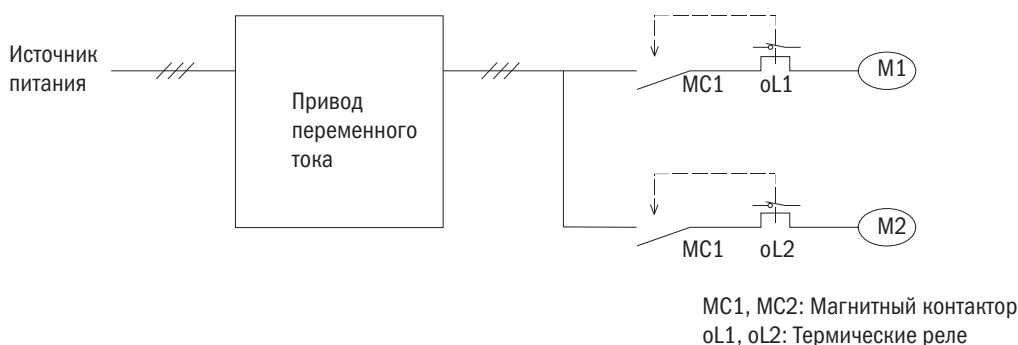 Источник
питания
Привод
переменного
тока
MC1
oL1
M1
MC1
oL2
M2
MC1, MC2: Магнитный контактор
oL1, oL2: Термические реле